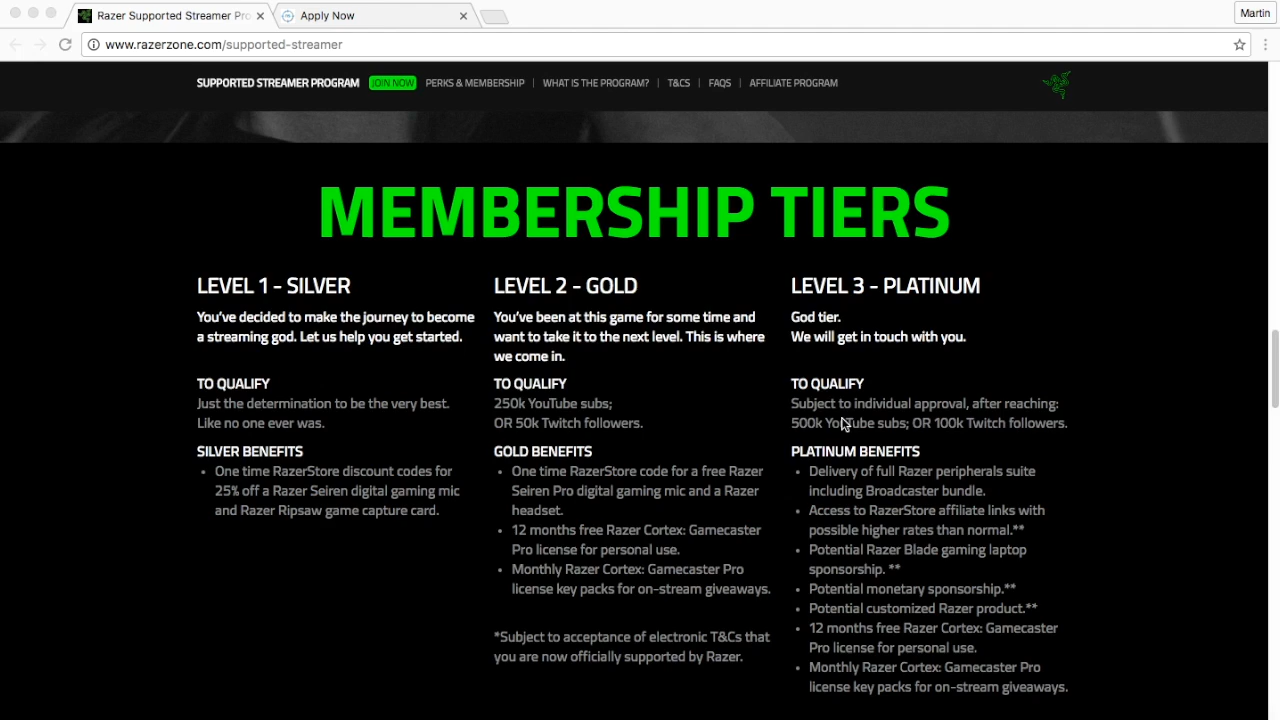 Razer Supported Streamer Pro
Apply Now
Martin
www.razerzone.com/supported-streamer
SUPPORTED STREAMER PROGRAM JOIN NOW PERKS & MEMBERSHIP | WHAT IS THE PROGRAM? | T&CS | FAQS | AFFILIATE PROGRAM
MEMBERSHIP TIERS
LEVEL 1 - SILVER
You've decided to make the journey to become
a streaming god. Let us help you get started.
TO QUALIFY
Just the determination to be the very best.
Like no one ever was.
SILVER BENEFITS
• One time RazerStore discount codes for
25% off a Razer Seiren digital gaming mic
and Razer Ripsaw game capture card.
LEVEL 2 - GOLD
You've been at this game for some time and
want to take it to the next level. This is where
we come in.
TO QUALIFY
250k YouTube subs;
OR 50k Twitch followers.
GOLD BENEFITS
• One time RazerStore code for a free Razer
Seiren Pro digital gaming mic and a Razer
headset.
• 12 months free Razer Cortex: Gamecaster
Pro license for personal use.
• Monthly Razer Cortex: Gamecaster Pro
license key packs for on-stream giveaways.
*Subject to acceptance of electronic T&Cs that
you are now officially supported by Razer.
LEVEL 3 - PLATINUM
God tier.
We will get in touch with you.
TO QUALIFY
Subject to individual approval, after reaching:
500k YouTube subs; OR 100k Twitch followers.
PLATINUM BENEFITS
• Delivery of full Razer peripherals suite
including Broadcaster bundle.
• Access to RazerStore affiliate links with
possible higher rates than normal.**
• Potential Razer Blade gaming laptop
sponsorship. **
• Potential monetary sponsorship.**
• Potential customized Razer product.**
• 12 months free Razer Cortex: Gamecaster
Pro license for personal use.
• Monthly Razer Cortex: Gamecaster Pro
license key packs for on-stream giveaways.